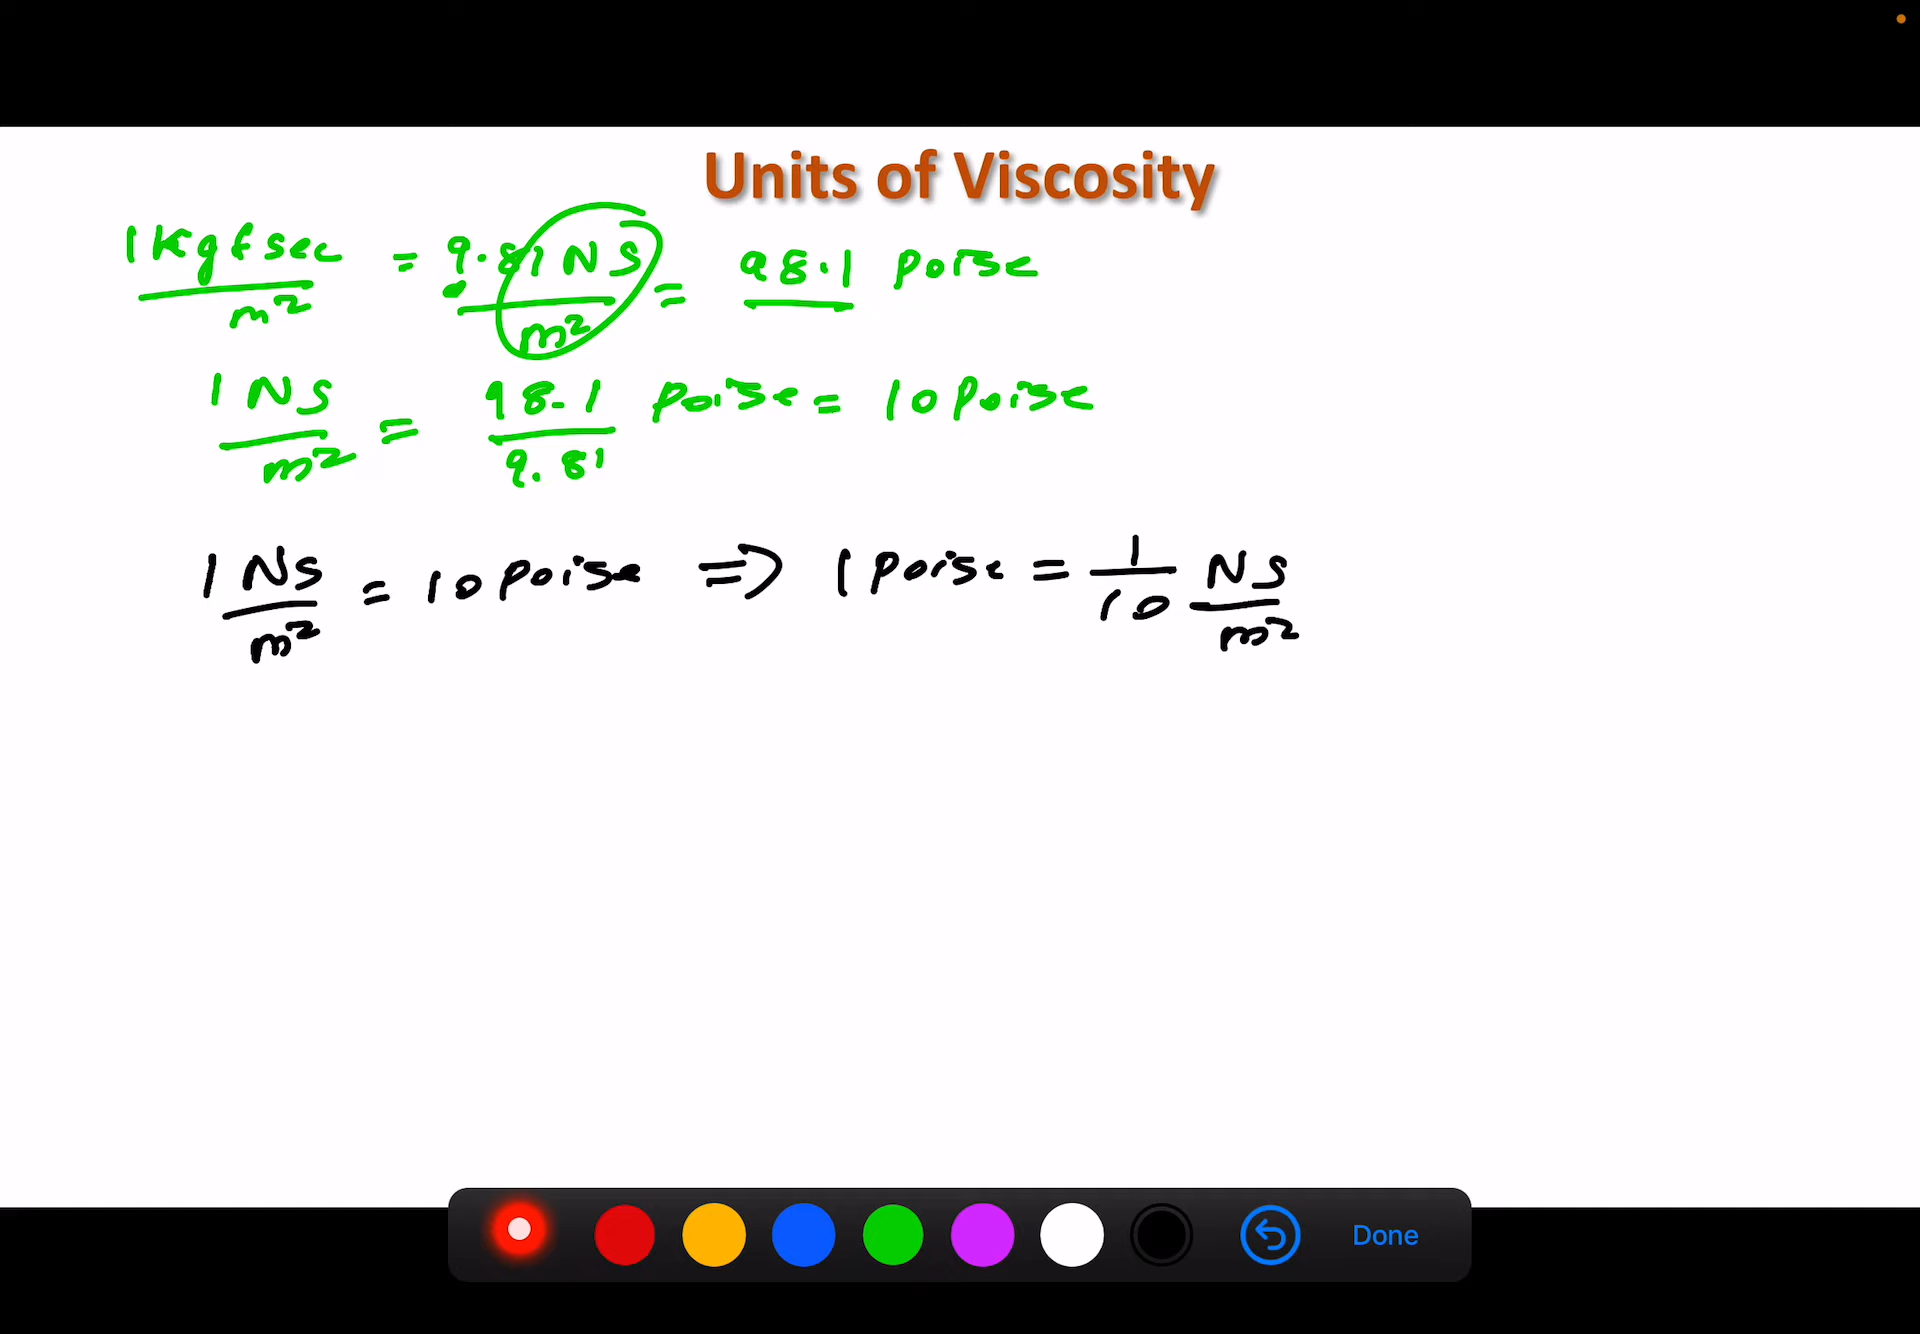 Units of Viscosity
1 Kgf sec / m² = 9.81 NS / m² = 98.1 Poise
1 NS / m² = 98.1 / 9.81 Poise = 10 Poise
1 NS / m² = 10 Poise ⇒ 1 Poise = 1/10 NS / m²
Done